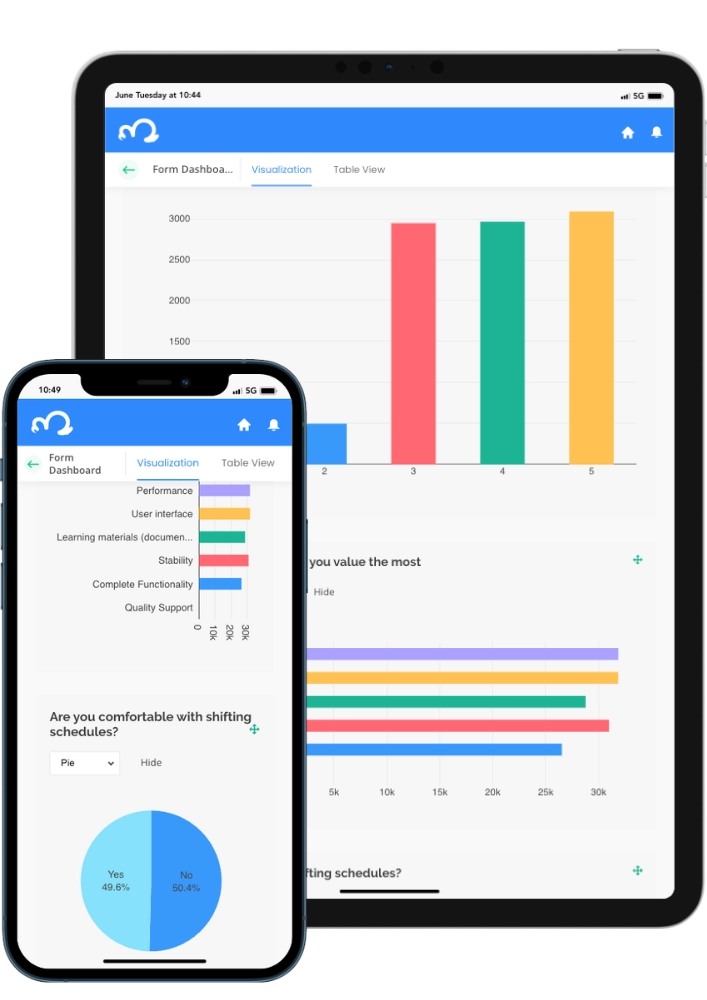 June Tuesday at 10:44
5G
Form Dashboa...
Visualization
Table View
3000
2500
2000
1500
2
3
4
5
you value the most
Hide
5k
10k
15k
20k
25k
30k
fting schedules?
10:49
5G
Form
Dashboard
Visualization
Table View
Performance
User interface
Learning materials (documen...
Stability
Complete Functionality
Quality Support
0
10k
20k
30k
Are you comfortable with shifting
schedules?
Pie
Hide
Yes
49.6%
No
50.4%